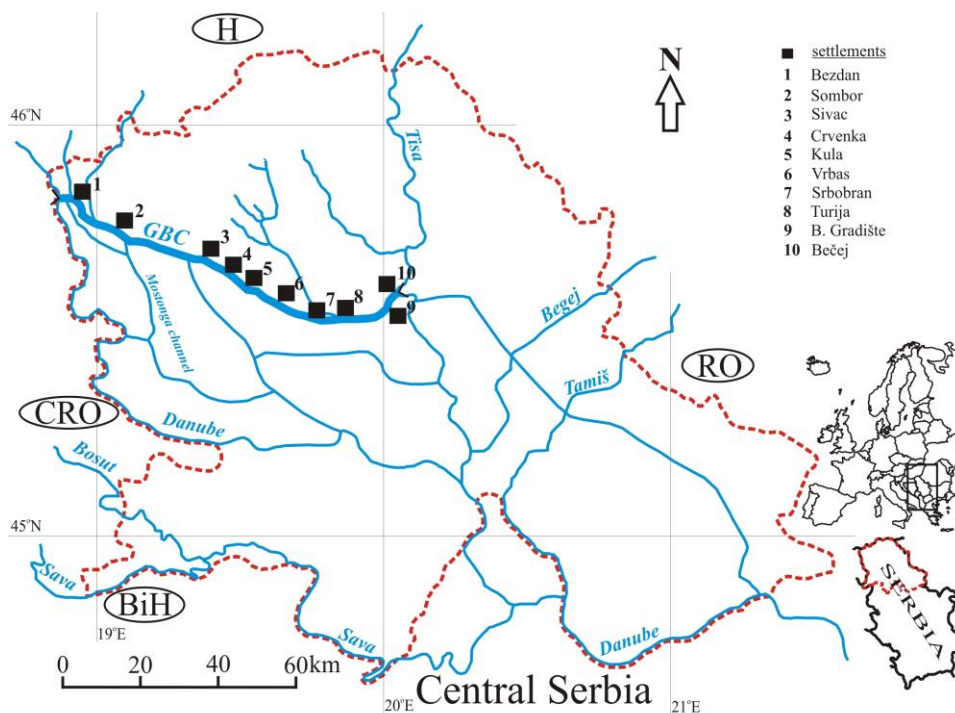 H
N
settlements
1 Bezdan
2 Sombor
3 Sivac
4 Crvenka
5 Kula
6 Vrbas
7 Srbobran
8 Turija
9 B. Gradište
10 Bečej
46°N
Tisa
1
2
GBC
3
4
5
6
7
8
10
9
Mostonga channel
Begej
RO
Tamiš
CRO
Danube
Bosut
45°N
Sava
BiH
SERBIA
19°E
Sava
Danube
0 20 40 60km
Central Serbia
20°E
21°E